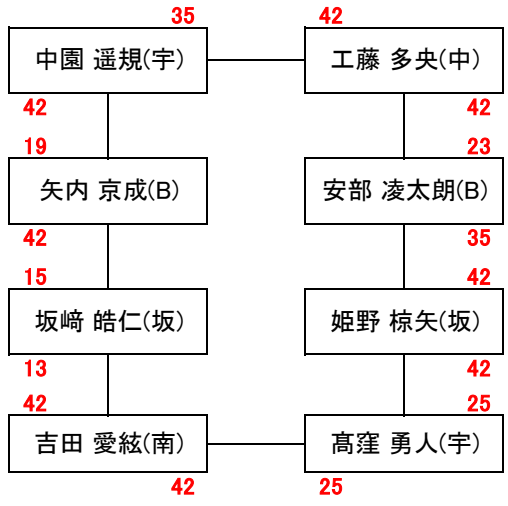 35 42
中園 遥規(宇) 工藤 多央(中)
42 42
19 23
矢内 京成(B) 安部 凌太朗(B)
42 35
15 42
坂﨑 皓仁(坂) 姫野 椋矢(坂)
13 42
42 25
吉田 愛絃(南) 髙窪 勇人(宇)
42 25